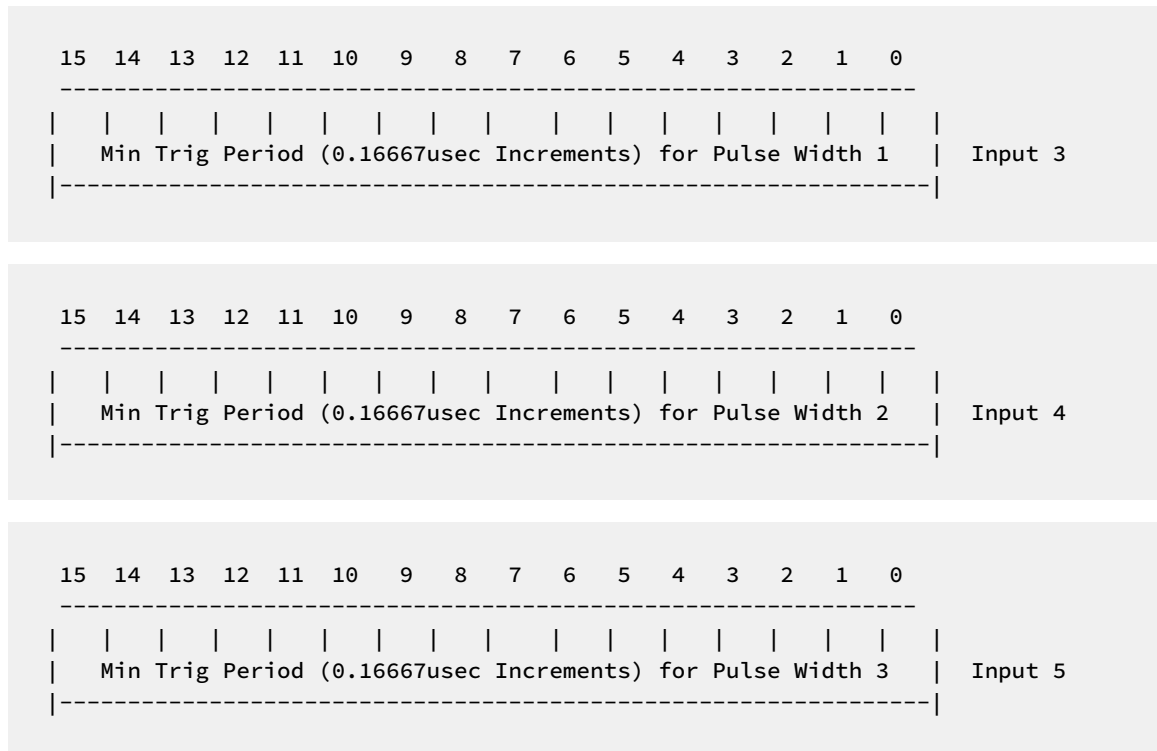 15  14  13  12  11  10   9   8   7   6   5   4   3   2   1   0
---------------------------------------------------------------
|   |   |   |   |   |   |   |   |    |   |   |   |   |   |   |   |
|   Min Trig Period (0.16667usec Increments) for Pulse Width 1   |  Input 3
|----------------------------------------------------------------|
15  14  13  12  11  10   9   8   7   6   5   4   3   2   1   0
---------------------------------------------------------------
|   |   |   |   |   |   |   |   |    |   |   |   |   |   |   |   |
|   Min Trig Period (0.16667usec Increments) for Pulse Width 2   |  Input 4
|----------------------------------------------------------------|
15  14  13  12  11  10   9   8   7   6   5   4   3   2   1   0
---------------------------------------------------------------
|   |   |   |   |   |   |   |   |    |   |   |   |   |   |   |   |
|   Min Trig Period (0.16667usec Increments) for Pulse Width 3   |  Input 5
|----------------------------------------------------------------|